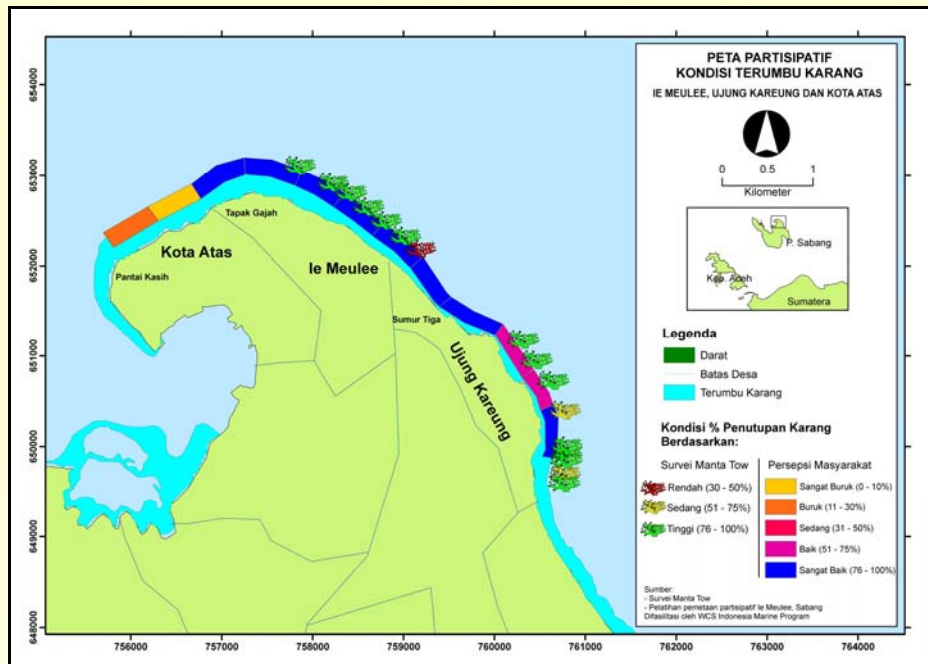 PETA PARTISIPATIF
KONDISI TERUMBU KARANG
IE MEULEE, UJUNG KAREUNG DAN KOTA ATAS
0 0.5 1
Kilometer
P. Sabang
Kep. Aceh
Sumatera
Legenda
Darat
Batas Desa
Terumbu Karang
Kondisi % Penutupan Karang
Berdasarkan:
Survei Manta Tow
Rendah (30 - 50%)
Sedang (51 - 75%)
Tinggi (76 - 100%)
Persepsi Masyarakat
Sangat Buruk (0 - 10%)
Buruk (11 - 30%)
Sedang (31 - 50%)
Baik (51 - 75%)
Sangat Baik (76 - 100%)
Sumber:
- Survei Manta Tow
- Pelatihan pemetaan partisipatif Ie Meulee, Sabang
Difasilitasi oleh WCS Indonesia Marine Program
Tapak Gajah
Kota Atas
Ie Meulee
Pantai Kasih
Sumur Tiga
Ujung Kareung
654000
653000
652000
651000
650000
649000
648000
756000 757000 758000 759000 760000 761000 762000 763000 764000